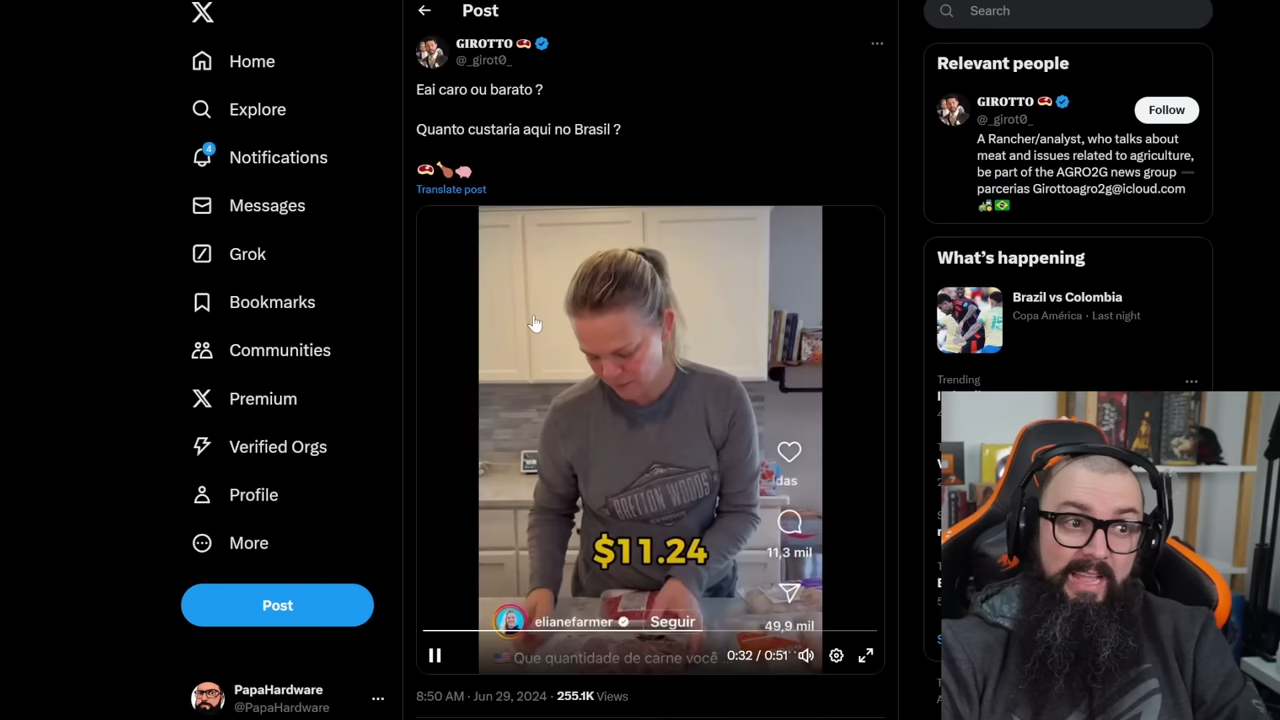 Home
Explore
4
Notifications
Messages
Grok
Bookmarks
Communities
Premium
Verified Orgs
Profile
More
Post
PapaHardware
@PapaHardware
Post
GIROTTO
@_girot0_
Eai caro ou barato ?
Quanto custaria aqui no Brasil ?
Translate post
BRETTON WOODS
$11.24
das
11,3 mil
49,9 mil
elianefarmer
Seguir
Que quantidade de carne você
0:32 / 0:51
8:50 AM · Jun 29, 2024 · 255.1K Views
Search
Relevant people
GIROTTO
@_girot0_
Follow
A Rancher/analyst, who talks about
meat and issues related to agriculture,
be part of the AGRO2G news group —
parcerias Girottoagro2g@icloud.com
What's happening
Brazil vs Colombia
Copa América · Last night
Trending